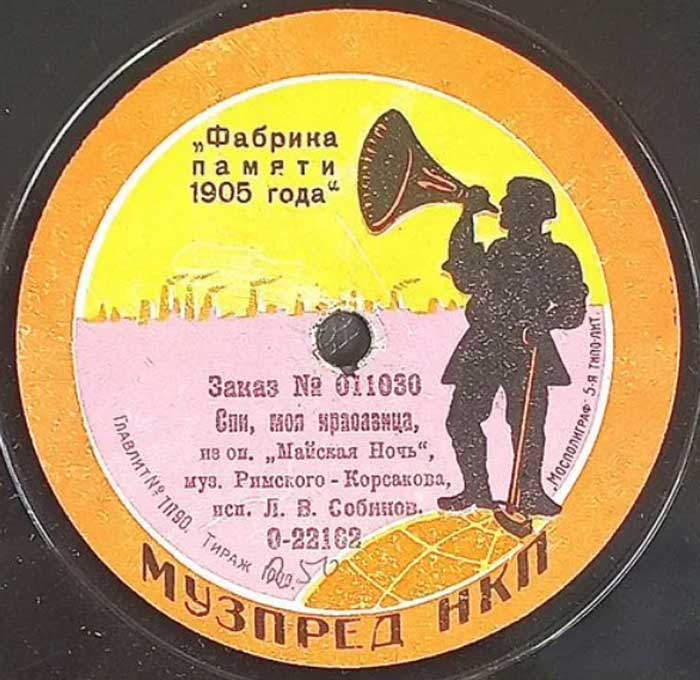 „Фабрика
памяти
1905 года“
Заказ № 011030
Спи, моя красавица,
из оп. „Майская Ночь“,
муз. Римского-Корсакова,
исп. Л. В. Собинов.
0-22162
Главлит № 7П90. Тираж
„Мосполиграф“ 5-я типо-лит.
МУЗПРЕД НКП